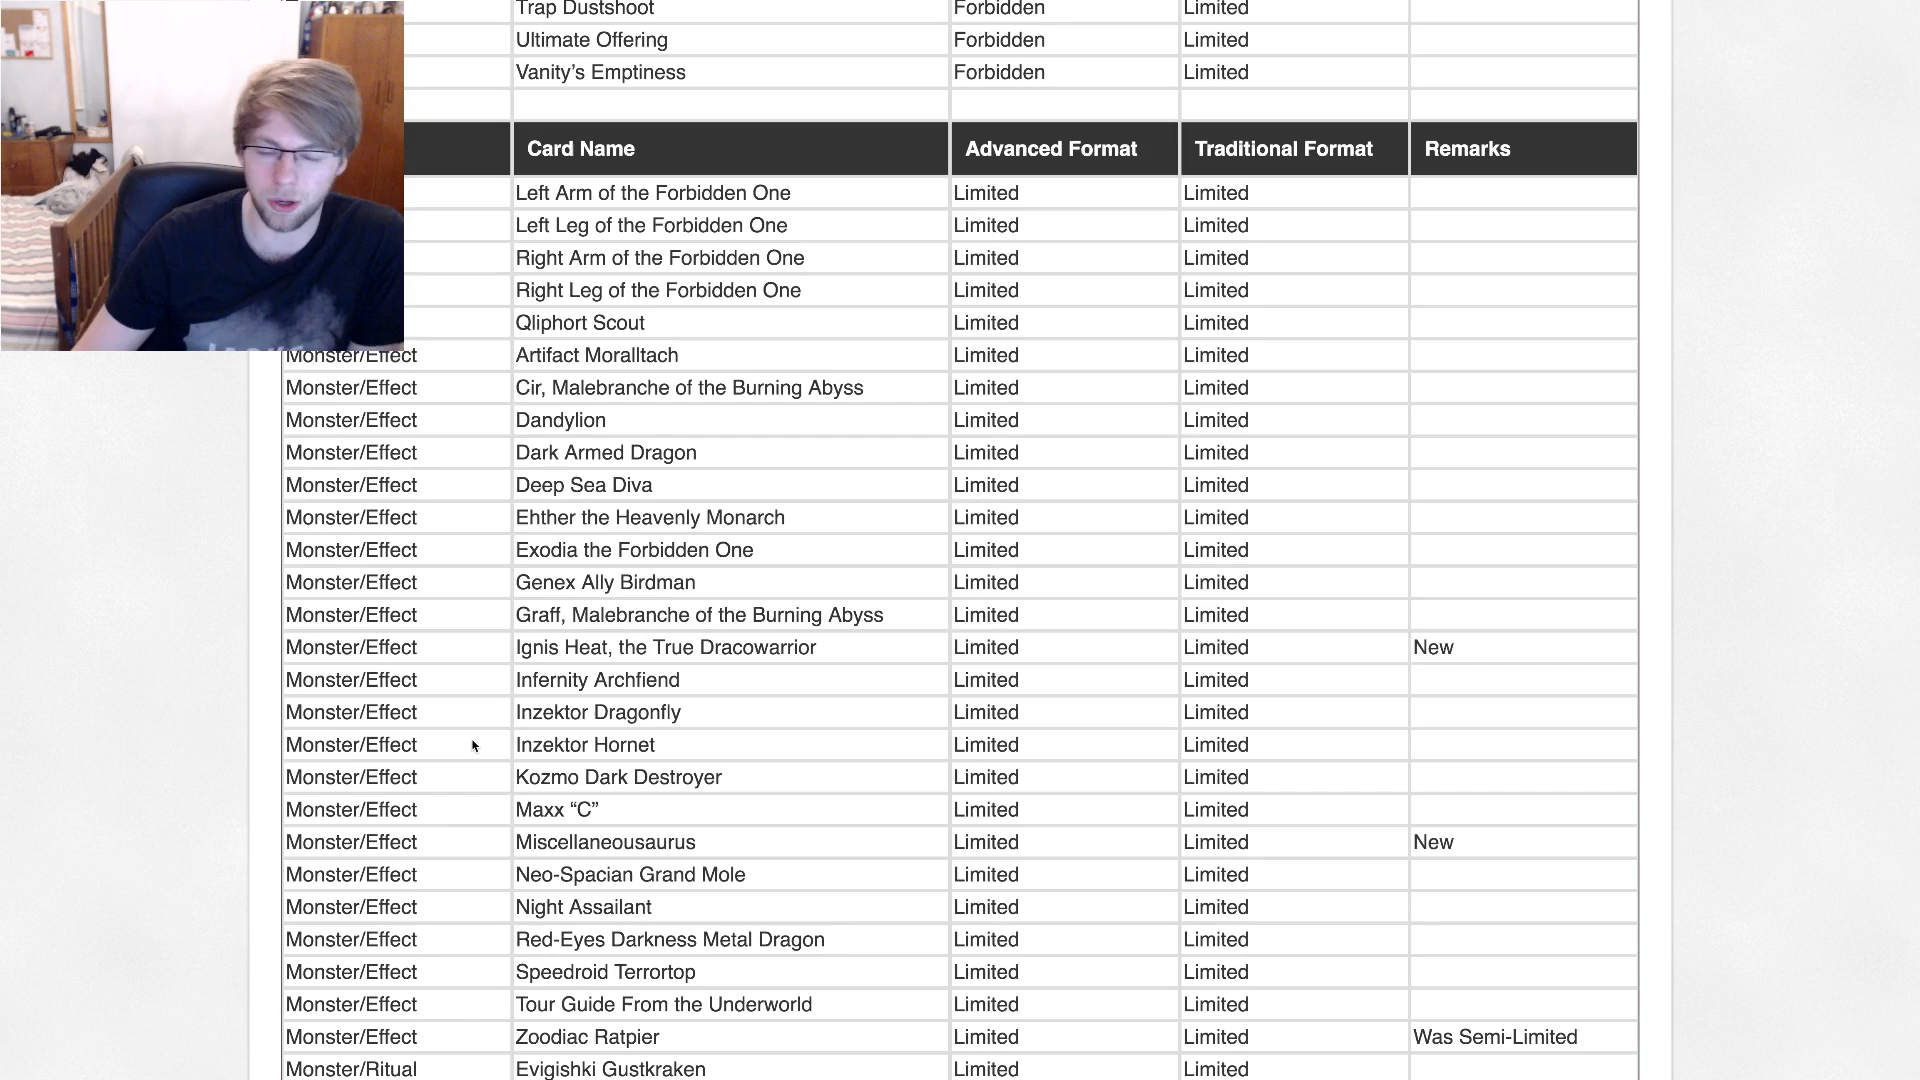 Trap Dustshoot Forbidden Limited
Ultimate Offering Forbidden Limited
Vanity’s Emptiness Forbidden Limited
Card Name Advanced Format Traditional Format Remarks
Left Arm of the Forbidden One Limited Limited
Left Leg of the Forbidden One Limited Limited
Right Arm of the Forbidden One Limited Limited
Right Leg of the Forbidden One Limited Limited
Qliphort Scout Limited Limited
Monster/Effect Artifact Moralltach Limited Limited
Monster/Effect Cir, Malebranche of the Burning Abyss Limited Limited
Monster/Effect Dandylion Limited Limited
Monster/Effect Dark Armed Dragon Limited Limited
Monster/Effect Deep Sea Diva Limited Limited
Monster/Effect Ehther the Heavenly Monarch Limited Limited
Monster/Effect Exodia the Forbidden One Limited Limited
Monster/Effect Genex Ally Birdman Limited Limited
Monster/Effect Graff, Malebranche of the Burning Abyss Limited Limited
Monster/Effect Ignis Heat, the True Dracowarrior Limited Limited New
Monster/Effect Infernity Archfiend Limited Limited
Monster/Effect Inzektor Dragonfly Limited Limited
Monster/Effect Inzektor Hornet Limited Limited
Monster/Effect Kozmo Dark Destroyer Limited Limited
Monster/Effect Maxx “C” Limited Limited
Monster/Effect Miscellaneousaurus Limited Limited New
Monster/Effect Neo-Spacian Grand Mole Limited Limited
Monster/Effect Night Assailant Limited Limited
Monster/Effect Red-Eyes Darkness Metal Dragon Limited Limited
Monster/Effect Speedroid Terrortop Limited Limited
Monster/Effect Tour Guide From the Underworld Limited Limited
Monster/Effect Zoodiac Ratpier Limited Limited Was Semi-Limited
Monster/Ritual Evigishki Gustkraken Limited Limited